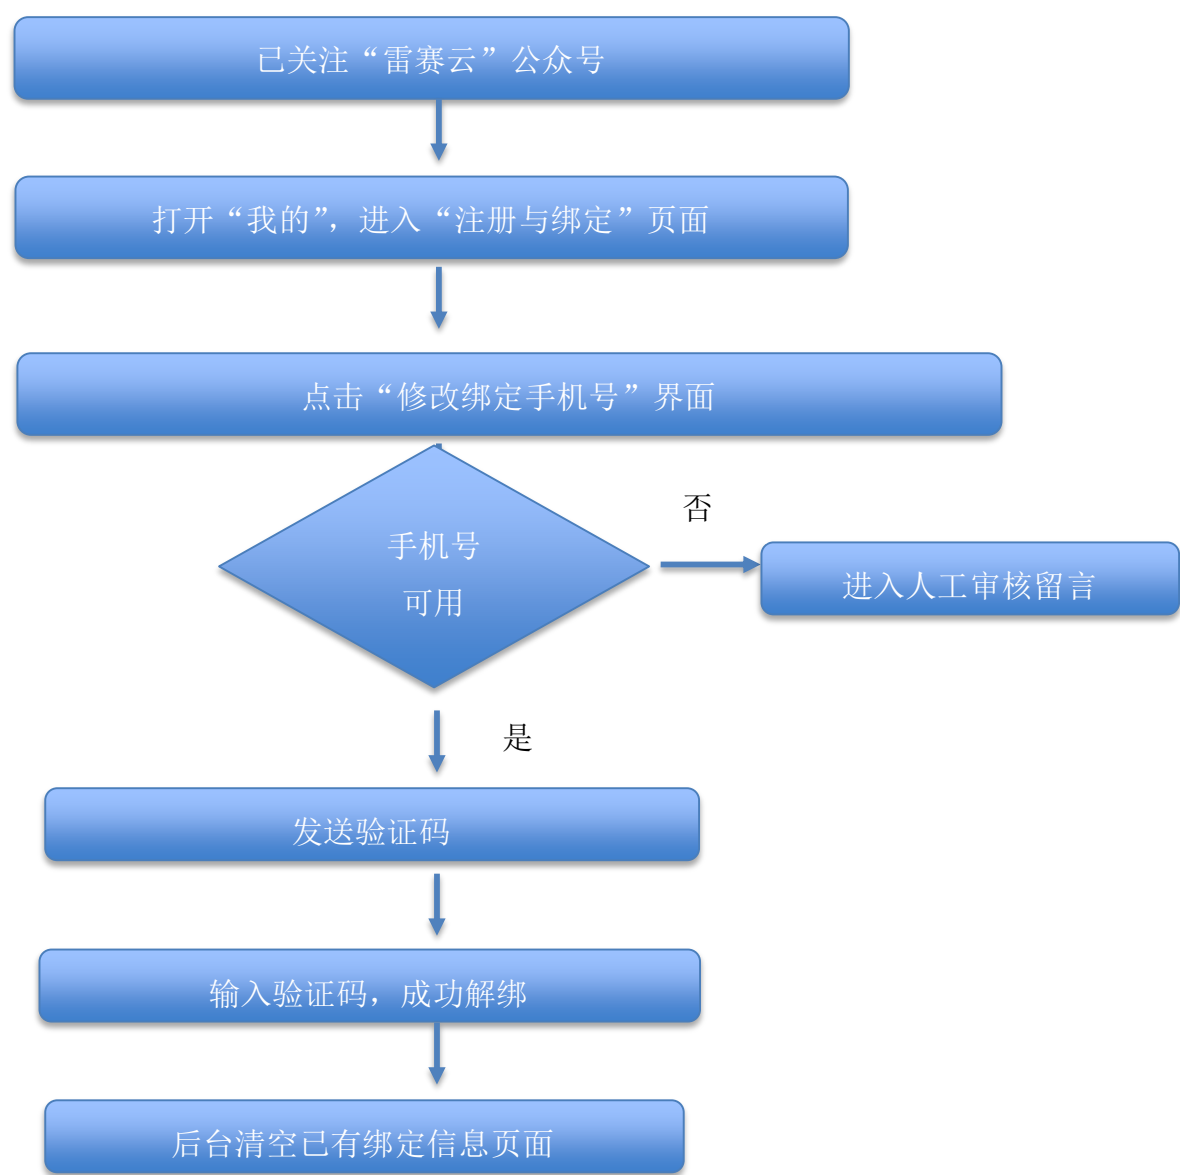 已关注“雷赛云”公众号
打开“我的”，进入“注册与绑定”页面
点击“修改绑定手机号”界面
否
手机号
可用
进入人工审核留言
是
发送验证码
输入验证码，成功解绑
后台清空已有绑定信息页面